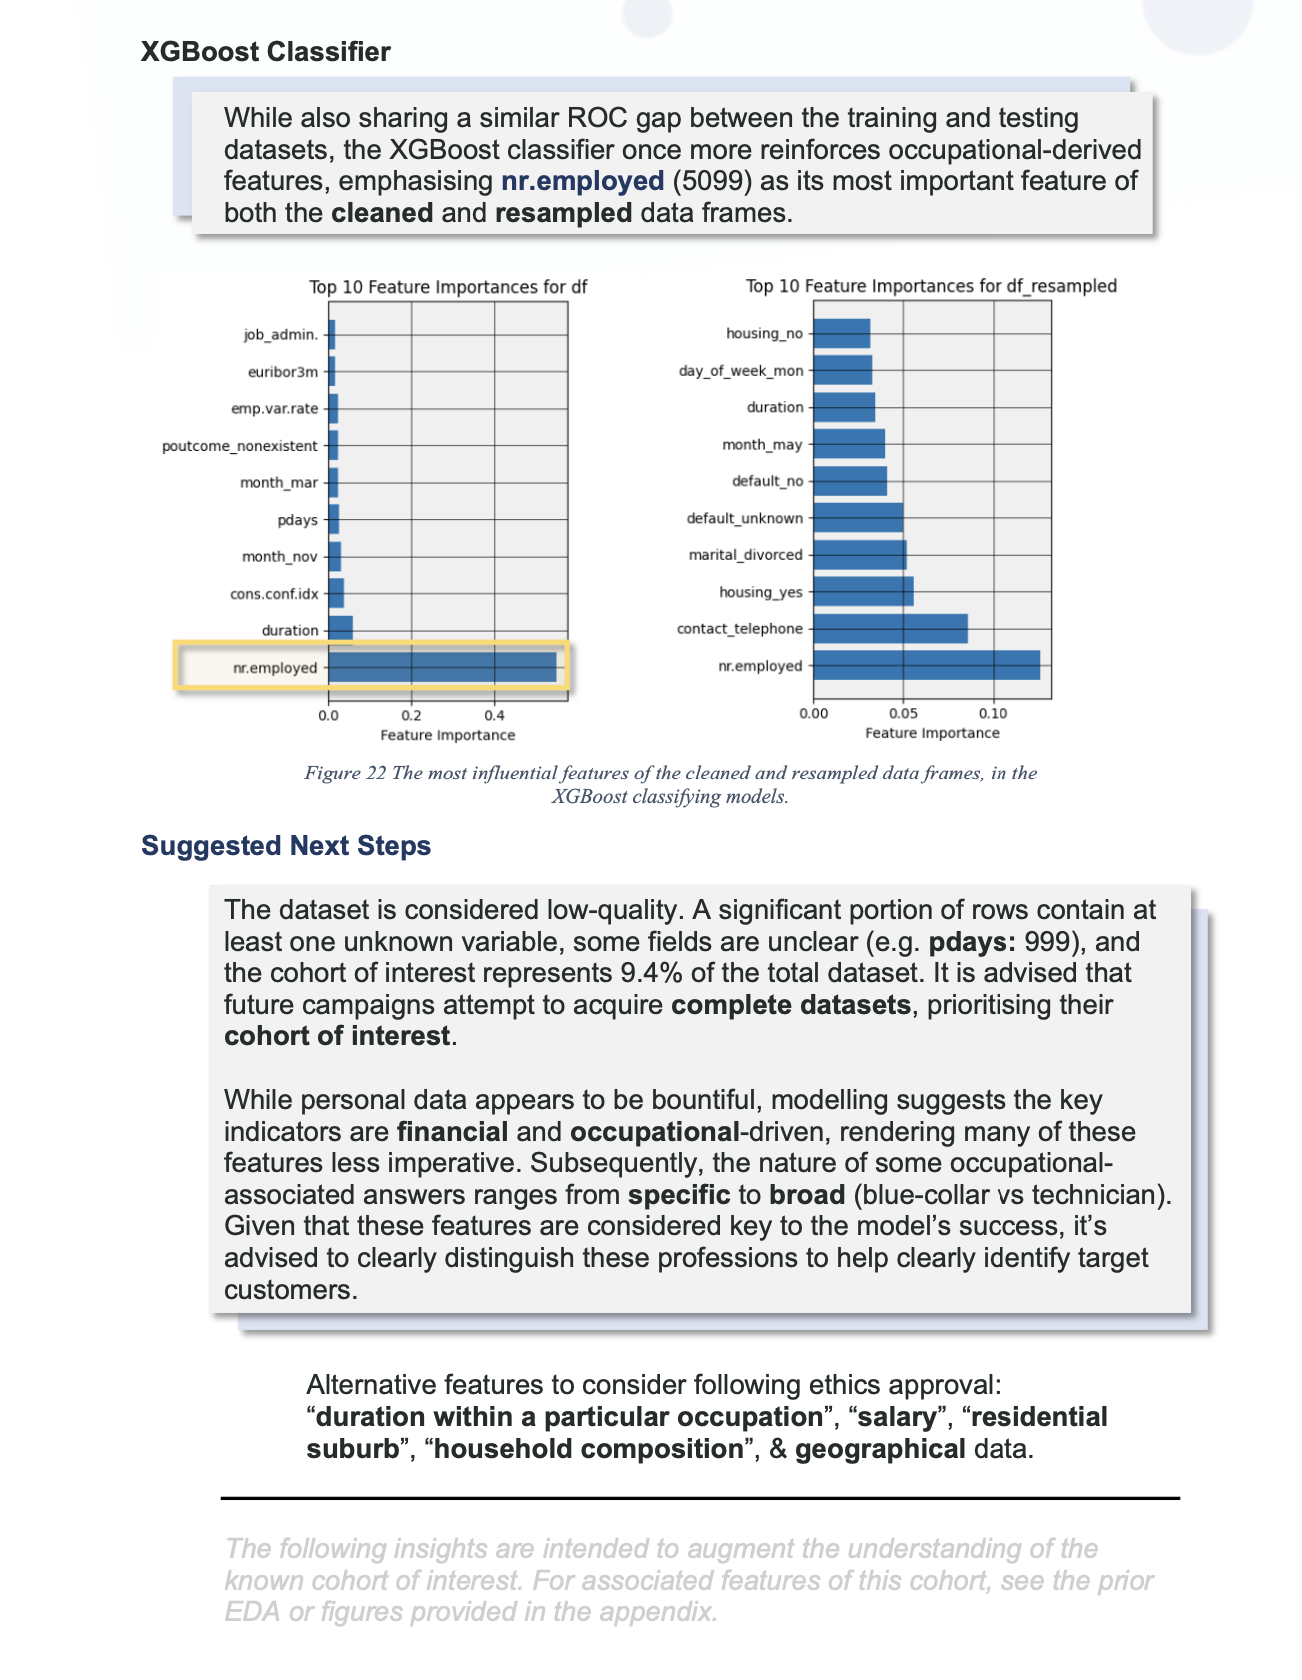 XGBoost Classifier
While also sharing a similar ROC gap between the training and testing
datasets, the XGBoost classifier once more reinforces occupational-derived
features, emphasising nr.employed (5099) as its most important feature of
both the cleaned and resampled data frames.
Top 10 Feature Importances for df
job_admin.
euribor3m
emp.var.rate
poutcome_nonexistent
month_mar
pdays
month_nov
cons.conf.idx
duration
nr.employed
0.0 0.2 0.4
Feature Importance
Top 10 Feature Importances for df_resampled
housing_no
day_of_week_mon
duration
month_may
default_no
default_unknown
marital_divorced
housing_yes
contact_telephone
nr.employed
0.00 0.05 0.10
Feature Importance
Figure 22 The most influential features of the cleaned and resampled data frames, in the
XGBoost classifying models.
Suggested Next Steps
The dataset is considered low-quality. A significant portion of rows contain at
least one unknown variable, some fields are unclear (e.g. pdays: 999), and
the cohort of interest represents 9.4% of the total dataset. It is advised that
future campaigns attempt to acquire complete datasets, prioritising their
cohort of interest.
While personal data appears to be bountiful, modelling suggests the key
indicators are financial and occupational-driven, rendering many of these
features less imperative. Subsequently, the nature of some occupational-
associated answers ranges from specific to broad (blue-collar vs technician).
Given that these features are considered key to the model’s success, it’s
advised to clearly distinguish these professions to help clearly identify target
customers.
Alternative features to consider following ethics approval:
“duration within a particular occupation”, “salary”, “residential
suburb”, “household composition”, & geographical data.
The following insights are intended to augment the understanding of the
known cohort of interest. For associated features of this cohort, see the prior
EDA or figures provided in the appendix.